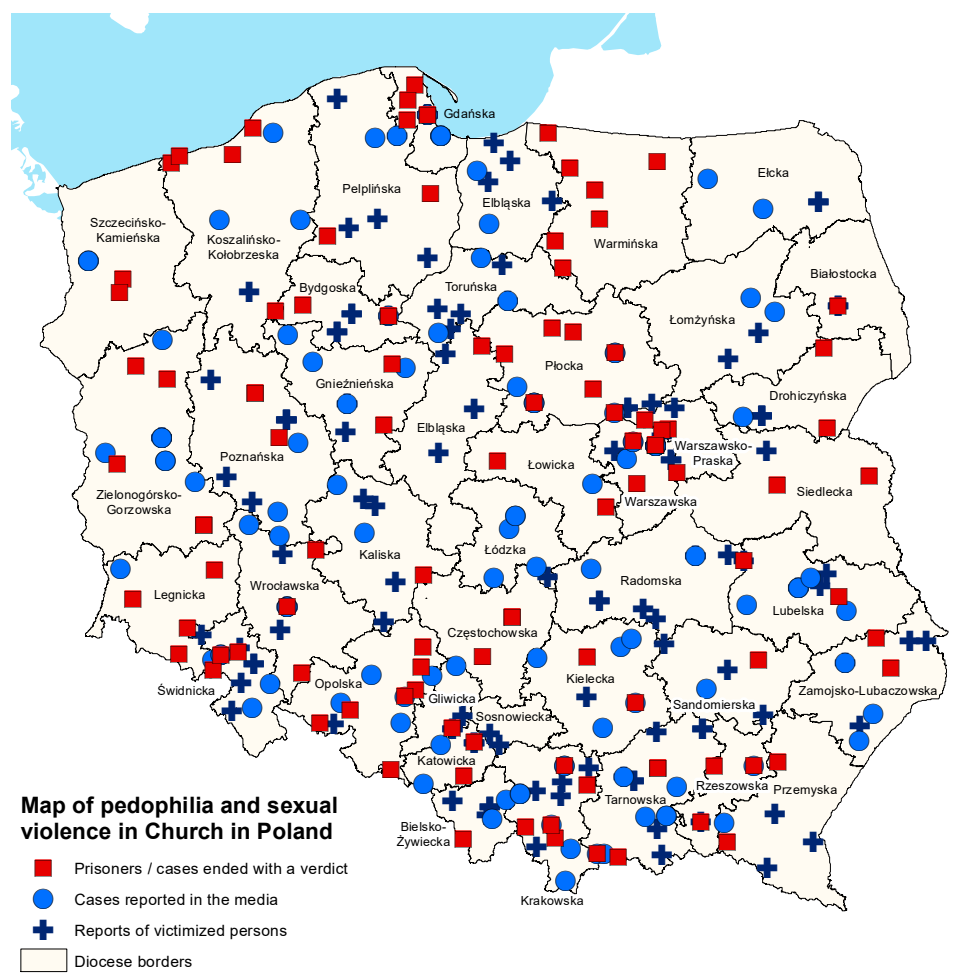 Gdańska
Ełcka
Pelplińska
Elbląska
Szczecińsko-
Kamieńska
Koszalińsko-
Kołobrzeska
Warmińska
Białostocka
Bydgoska
Toruńska
Łomżyńska
Płocka
Gnieźnieńska
Drohiczyńska
Elbląska
Poznańska
Łowicka
Warszawsko-
Praska
Zielonogórsko-
Gorzowska
Warszawska
Siedlecka
Łódzka
Kaliska
Wrocławska
Radomska
Legnicka
Lubelska
Częstochowska
Kielecka
Świdnicka
Opolska
Gliwicka
Sandomierska
Zamojsko-Lubaczowska
Sosnowiecka
Katowicka
Rzeszowska
Przemyska
Tarnowska
Bielsko-
Żywiecka
Krakowska
Map of pedophilia and sexual
violence in Church in Poland
Prisoners / cases ended with a verdict
Cases reported in the media
Reports of victimized persons
Diocese borders